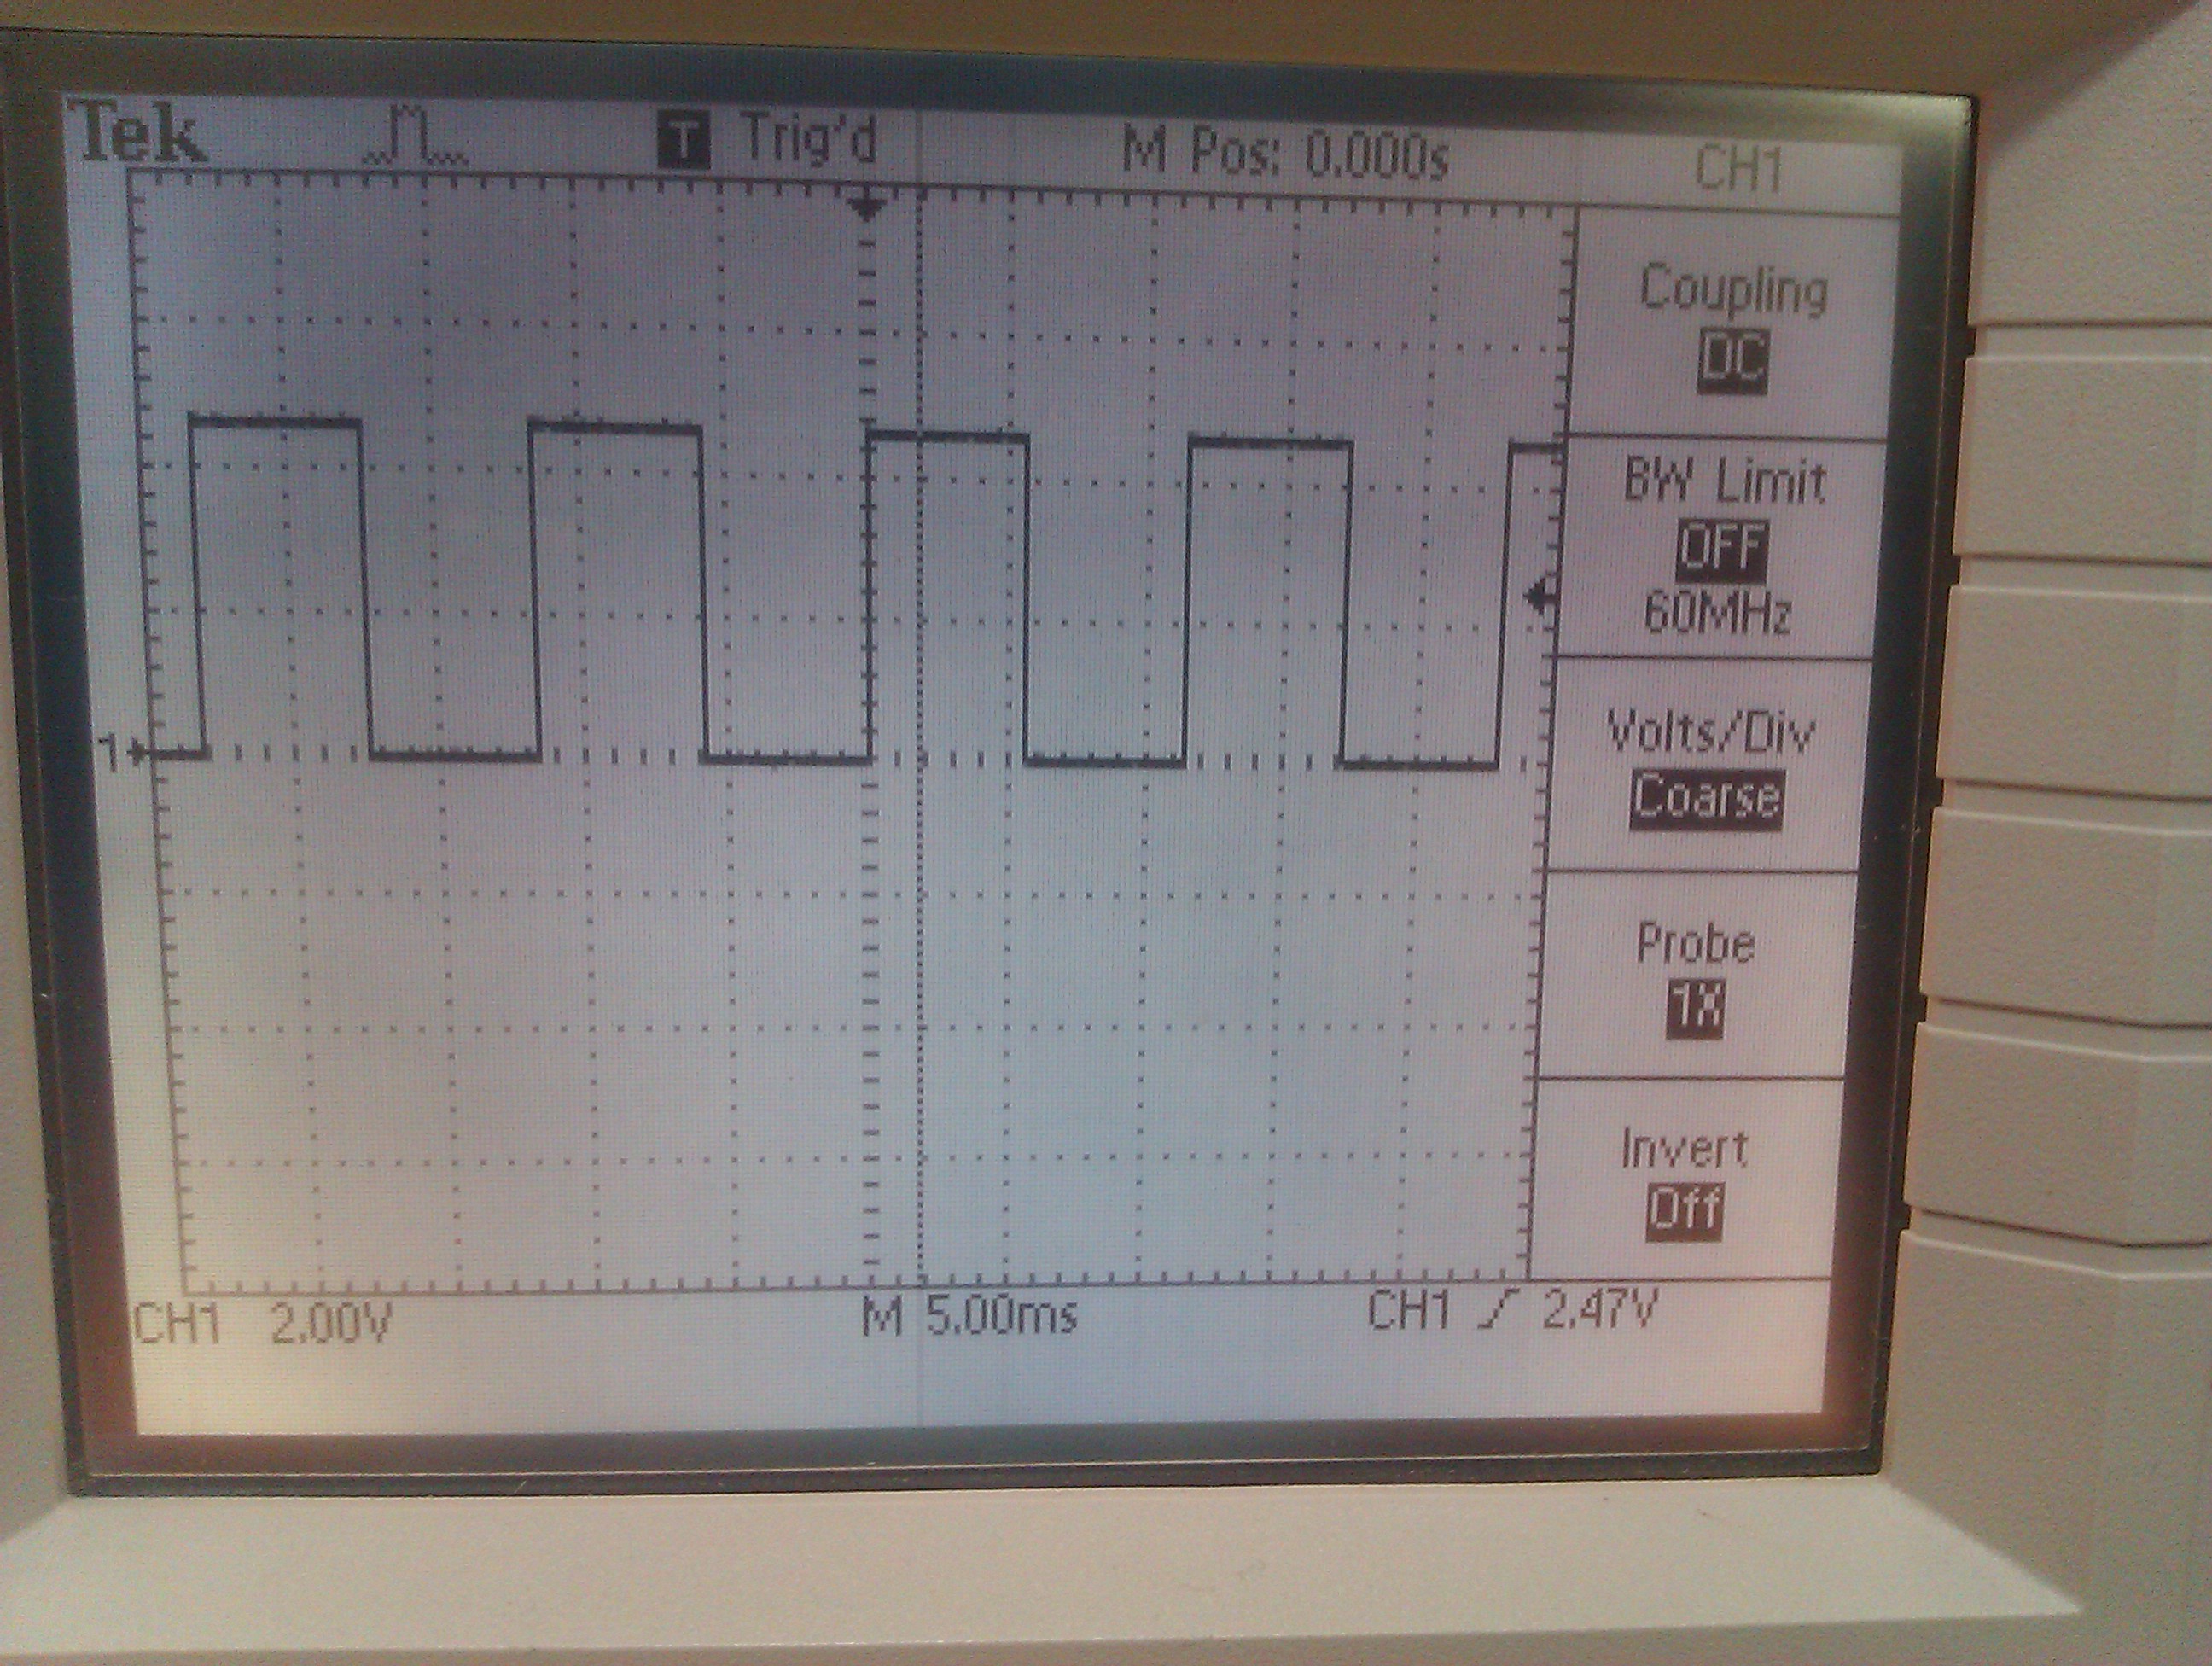 Tek T Trig'd M Pos: 0.000s CH1
Coupling
DC
BW Limit
OFF
60MHz
1
Volts/Div
Coarse
Probe
1X
Invert
Off
CH1 2.00V M 5.00ms CH1 2.47V